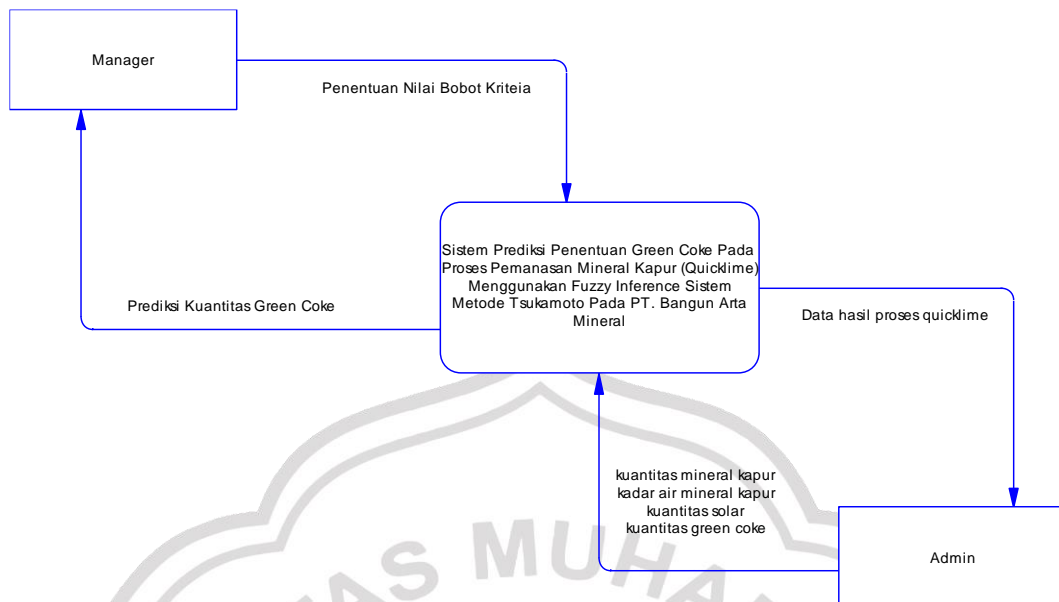 Manager
Penentuan Nilai Bobot Kriteia
Sistem Prediksi Penentuan Green Coke Pada
Proses Pemanasan Mineral Kapur (Quicklime)
Menggunakan Fuzzy Inference Sistem
Metode Tsukamoto Pada PT. Bangun Arta
Mineral
Prediksi Kuantitas Green Coke
Data hasil proses quicklime
kuantitas mineral kapur
kadar air mineral kapur
kuantitas solar
kuantitas green coke
Admin